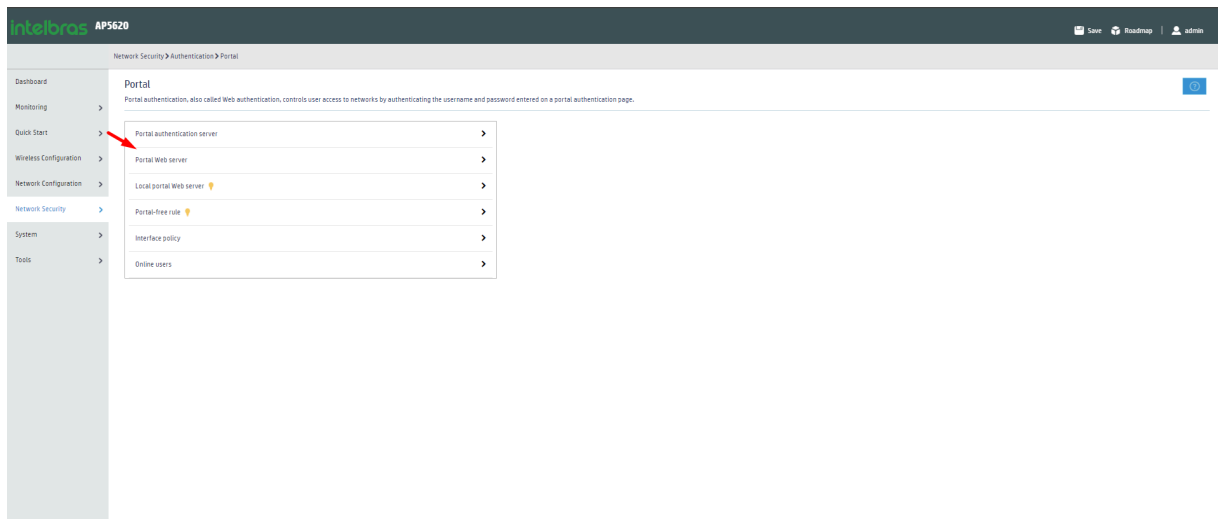 intelbras AP5620
Save Roadmap | admin
Network Security > Authentication > Portal
Dashboard
Monitoring
Quick Start
Wireless Configuration
Network Configuration
Network Security
System
Tools
Portal
Portal authentication, also called Web authentication, controls user access to networks by authenticating the username and password entered on a portal authentication page.
Portal authentication server
Portal Web server
Local portal Web server
Portal-free rule
Interface policy
Online users